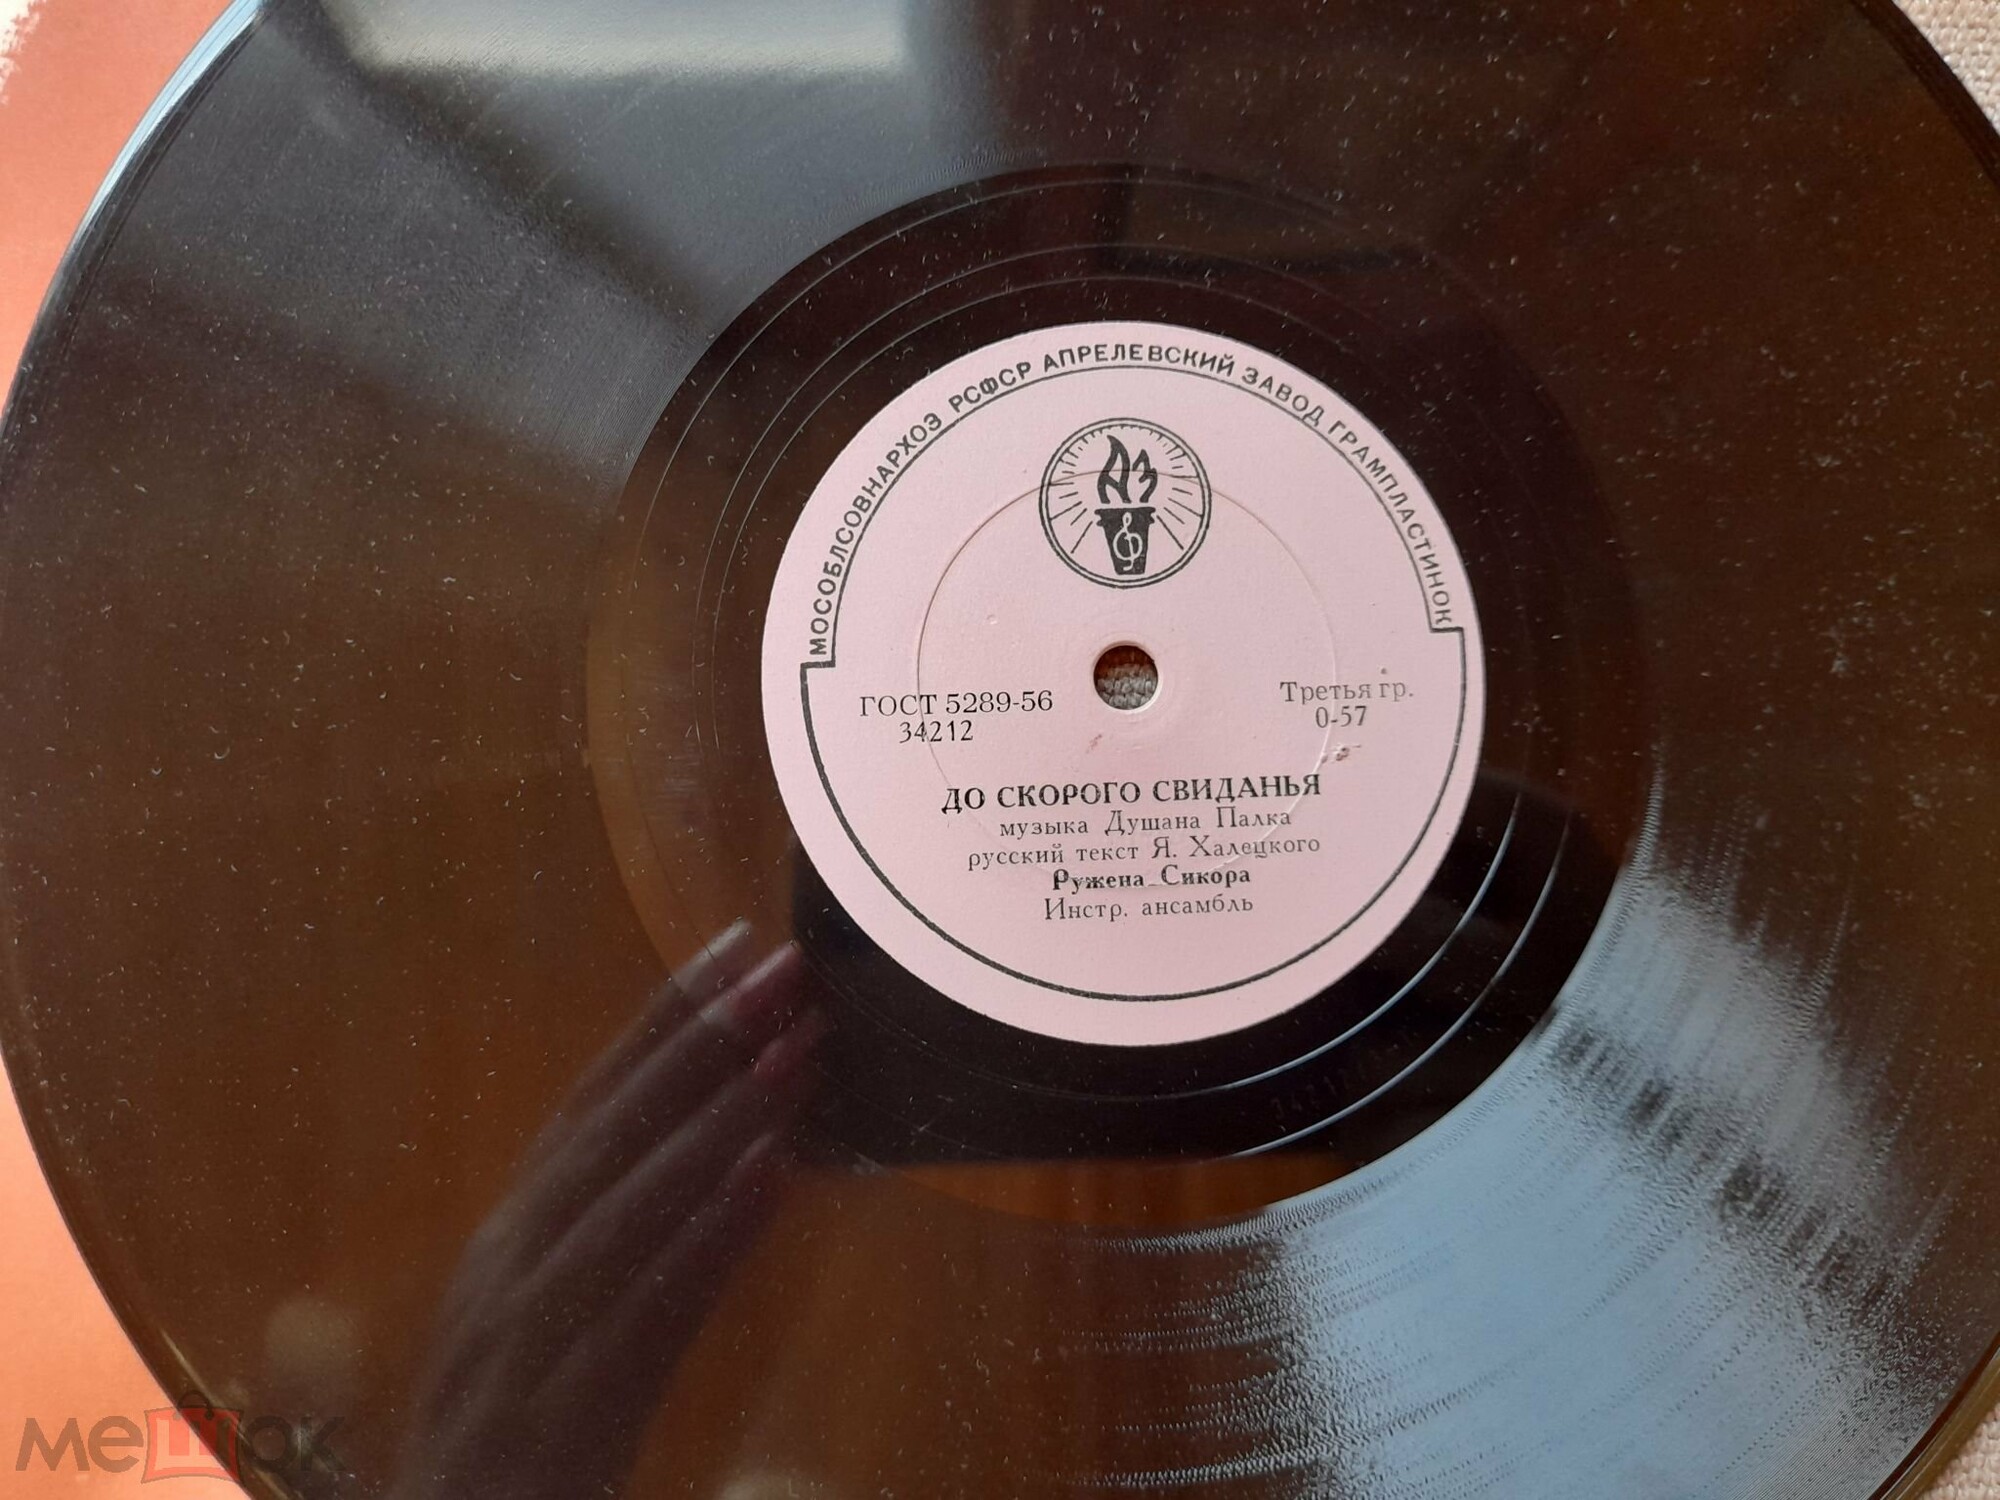 МОСОБЛСОВНАРХОЗ РСФСР АПРЕЛЕВСКИЙ ЗАВОД ГРАМПЛАСТИНОК
АЗ
ГОСТ 5289-56
34212
Третья гр.
0-57
ДО СКОРОГО СВИДАНЬЯ
музыка Душана Палка
русский текст Я. Халецкого
Ружена Сикора
Инстр. ансамбль
мешок